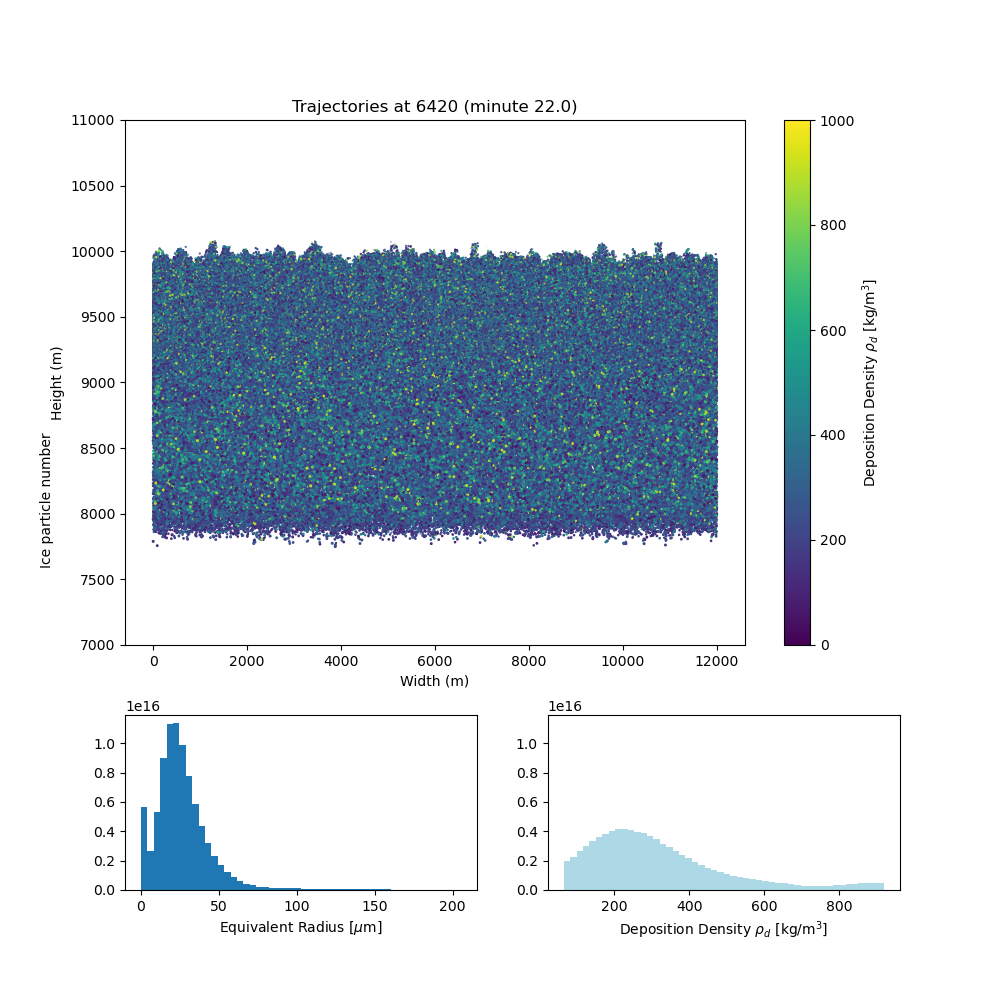 Trajectories at 6420 (minute 22.0)
11000
10500
10000
9500
9000
8500
8000
7500
7000
Height (m)
Ice particle number
0 2000 4000 6000 8000 10000 12000
Width (m)
1000
800
600
400
200
0
Deposition Density ρd [kg/m³]
1e16
1.0
0.8
0.6
0.4
0.2
0.0
0 50 100 150 200
Equivalent Radius [μm]
1e16
1.0
0.8
0.6
0.4
0.2
0.0
200 400 600 800
Deposition Density ρd [kg/m³]